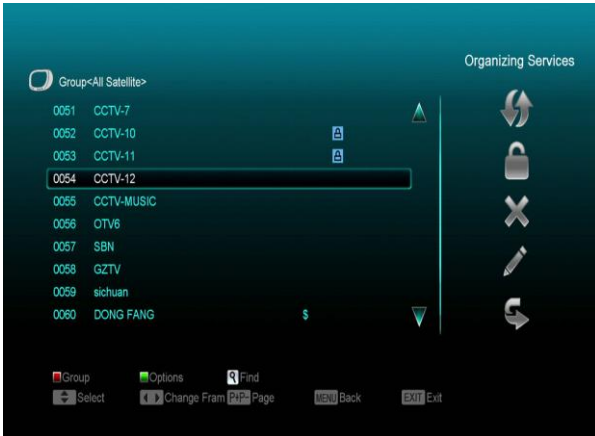 Organizing Services
Group<All Satellite>
0051 CCTV-7
0052 CCTV-10
0053 CCTV-11
0054 CCTV-12
0055 CCTV-MUSIC
0056 OTV6
0057 SBN
0058 GZTV
0059 sichuan
0060 DONG FANG $
Group Options Find
Select Change Fram P+P- Page MENU Back EXIT Exit